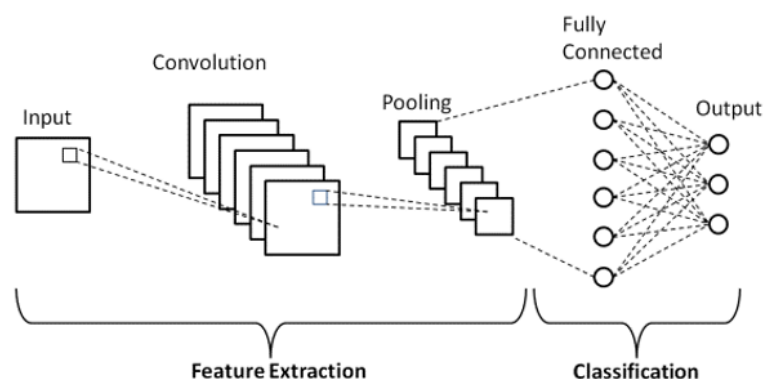 Input
Convolution
Pooling
Fully
Connected
Output
Feature Extraction
Classification